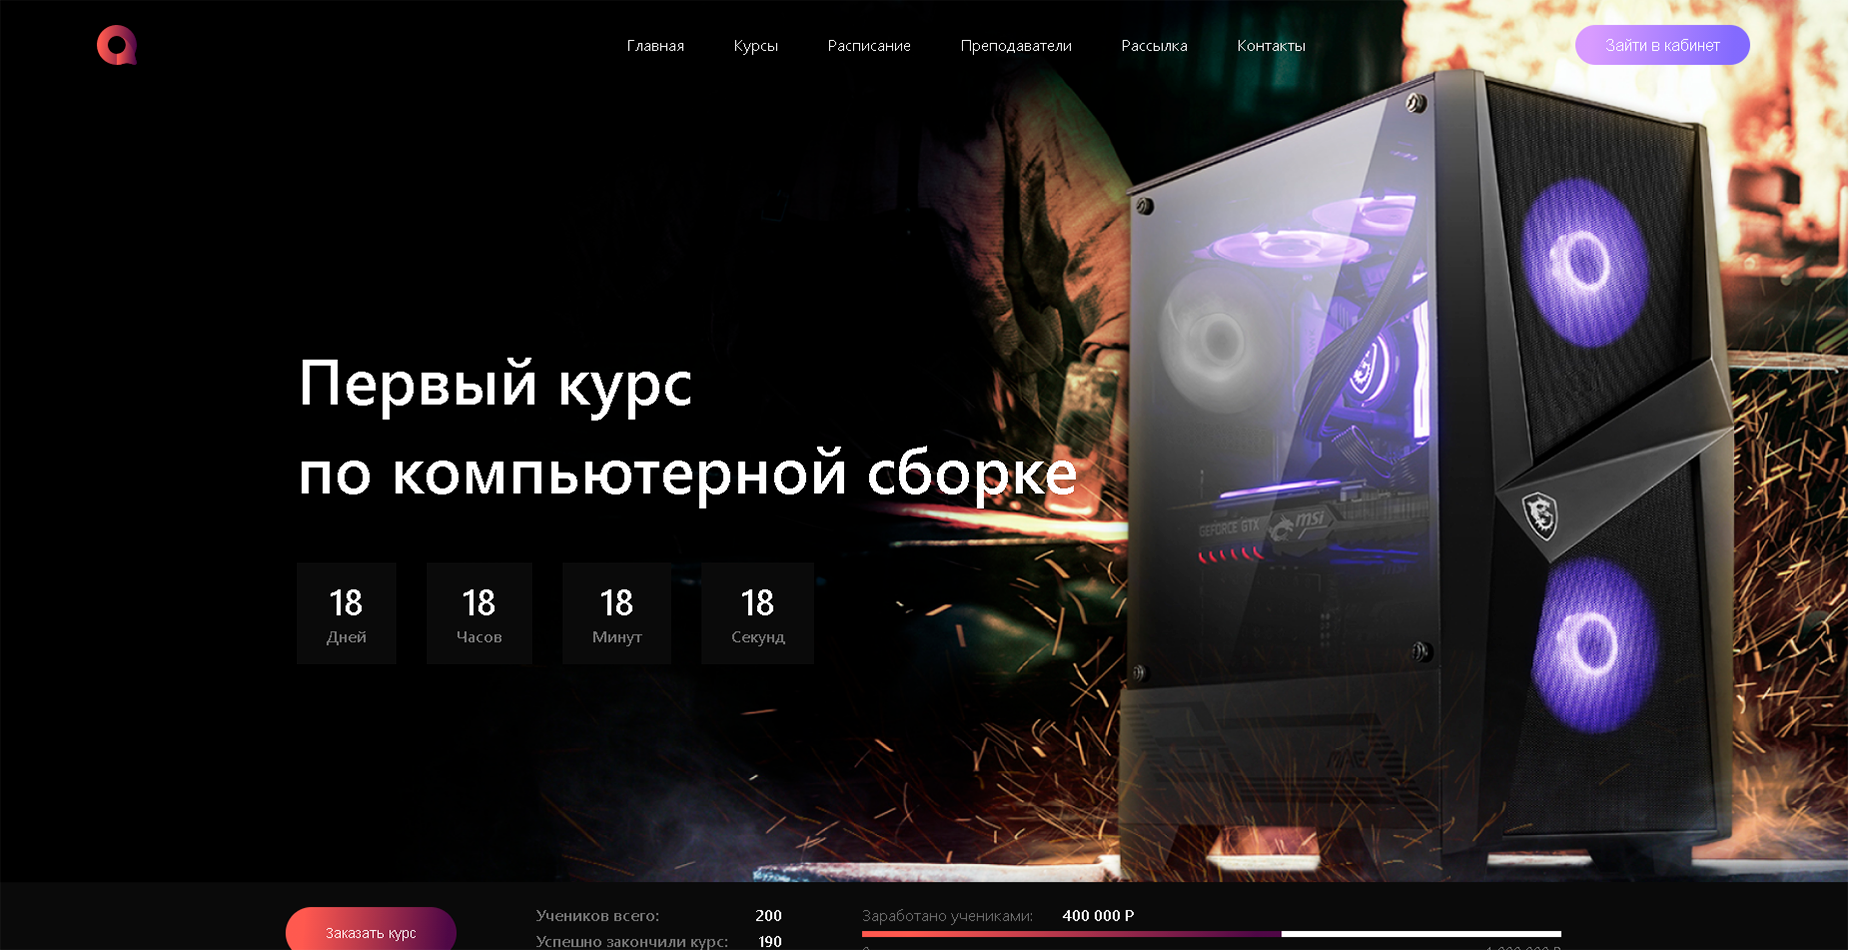 Главная Курсы Расписание Преподаватели Рассылка Контакты Зайти в кабинет
Первый курс
по компьютерной сборке
18 18 18 18
Дней Часов Минут Секунд
GEFORCE GTX msi
Заказать курс
Учеников всего: 200
Успешно закончили курс: 190
Заработано учениками: 400 000 Р